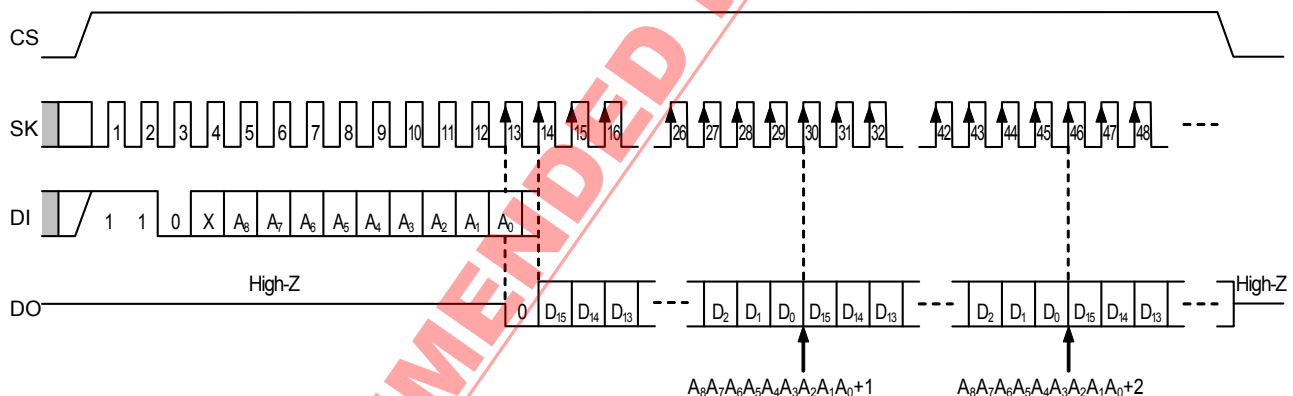 CS
SK 1 2 3 4 5 6 7 8 9 10 11 12 13 14 15 16 26 27 28 29 30 31 32 42 43 44 45 46 47 48
DI 1 1 0 X A₈ A₇ A₆ A₅ A₄ A₃ A₂ A₁ A₀
High-Z High-Z
DO 0 D₁₅ D₁₄ D₁₃ D₂ D₁ D₀ D₁₅ D₁₄ D₁₃ D₂ D₁ D₀ D₁₅ D₁₄ D₁₃
A₈A₇A₆A₅A₄A₃A₂A₁A₀+1 A₈A₇A₆A₅A₄A₃A₂A₁A₀+2
MMENDED